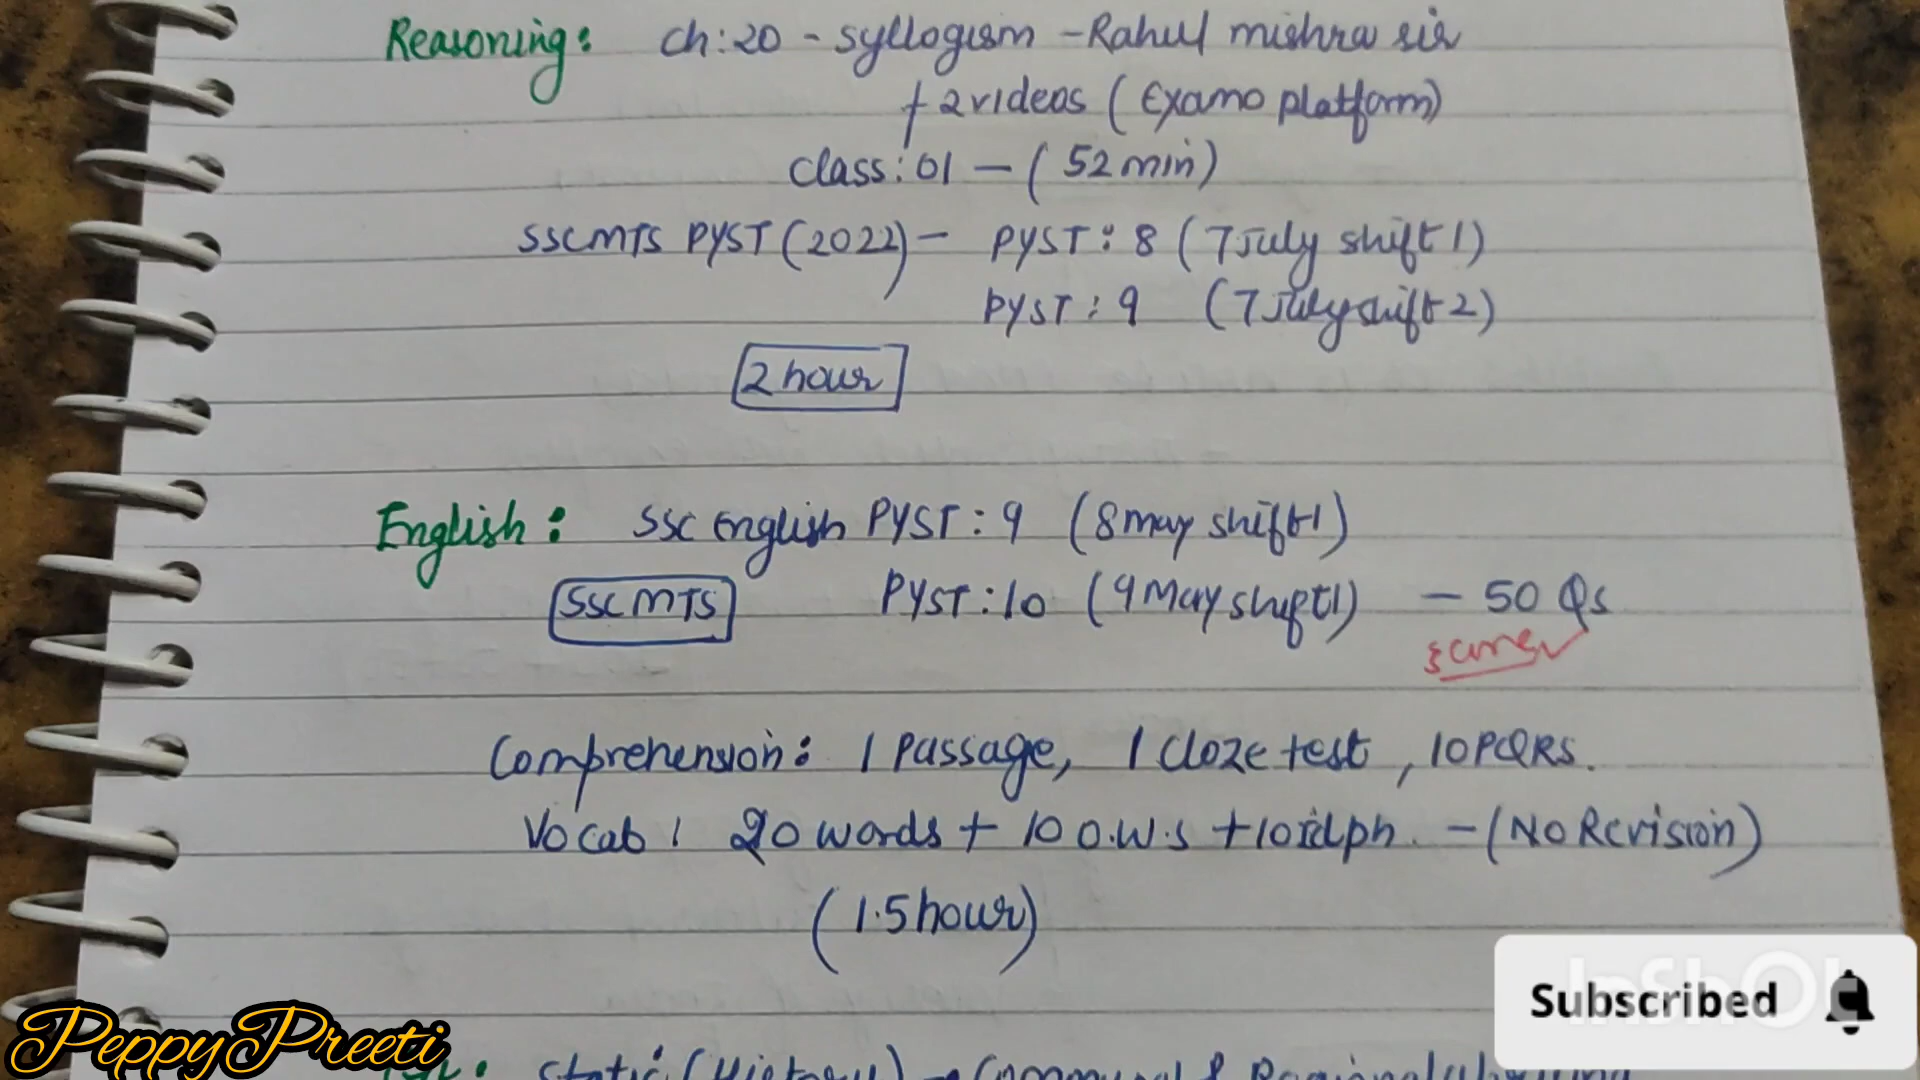 Reasoning: ch:20 - syllogism - Rahul mishra sir
+ 2 videos (Examo platform)
class: 01 - (52 min)
SSC MTS PYST (2022) - PYST: 8 (7 July shift 1)
PYST: 9 (7 July shift 2)
2 hour
English: SSC English PYST: 9 (8 may shift 1)
SSC MTS PYST: 10 (9 May shift 1) - 50 Qs
Comprehension: 1 Passage, 1 Cloze test, 10 PQRS.
Vocab: 20 words + 10 O.W.S + 10 idph. - (No Revision)
(1.5 hour)
Subscribed
PeppyPreeti
Static (History)